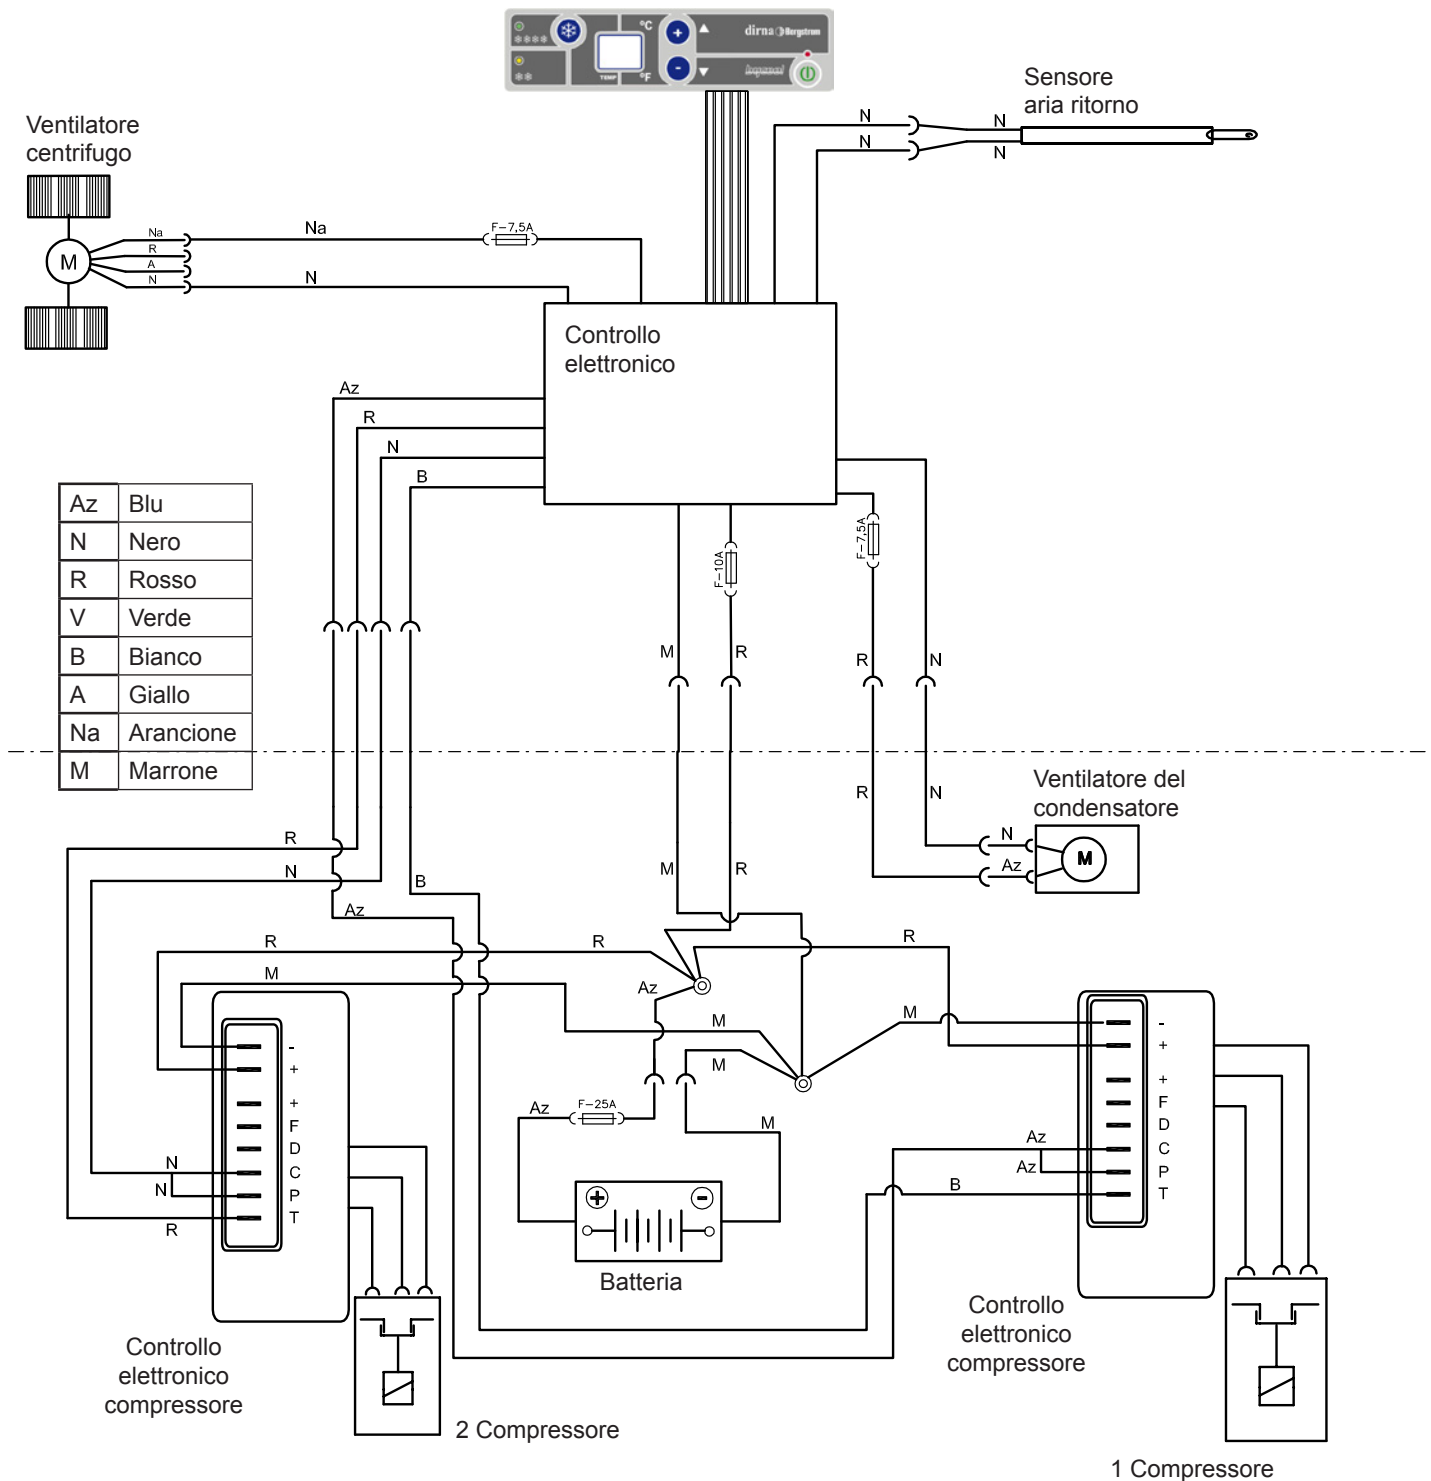 °C
dirna Bergstrom
TEMP
°F
Sensore
aria ritorno
N
N
N
N
Ventilatore
centrifugo
M
Na
R
A
N
Na
F-7,5A
N
Controllo
elettronico
Az
R
N
B
Az Blu
N Nero
R Rosso
V Verde
B Bianco
A Giallo
Na Arancione
M Marrone
F-10A
F-7,5A
M
R
R
N
R
N
Ventilatore del
condensatore
N
Az
M
R
N
B
Az
M
R
R
R
R
M
Az
M
M
M
-
+
+
F
D
C
P
T
N
N
R
Az
F-25A
M
+
-
Batteria
-
+
+
F
D
C
P
T
Az
Az
B
Controllo
elettronico
compressore
2 Compressore
Controllo
elettronico
compressore
1 Compressore